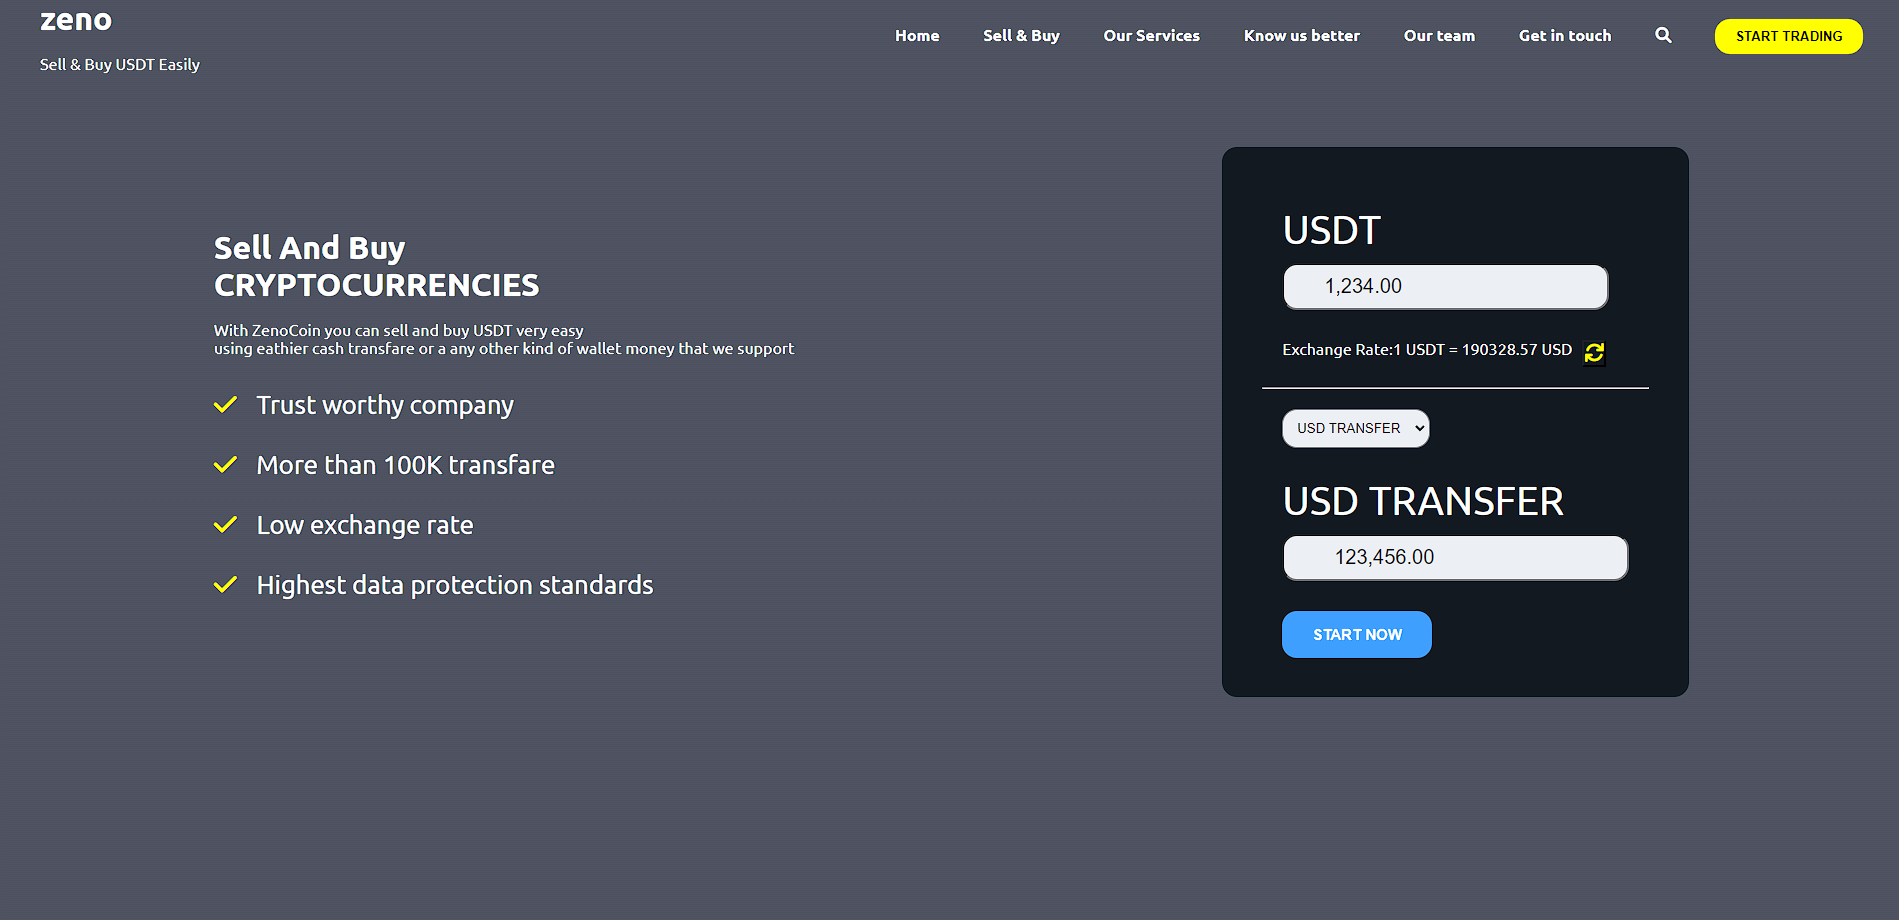 zeno
Sell & Buy USDT Easily
Home
Sell & Buy
Our Services
Know us better
Our team
Get in touch
START TRADING
Sell And Buy
CRYPTOCURRENCIES
With ZenoCoin you can sell and buy USDT very easy
using eathier cash transfare or a any other kind of wallet money that we support
Trust worthy company
More than 100K transfare
Low exchange rate
Highest data protection standards
USDT
1,234.00
Exchange Rate:1 USDT = 190328.57 USD
USD TRANSFER
USD TRANSFER
123,456.00
START NOW